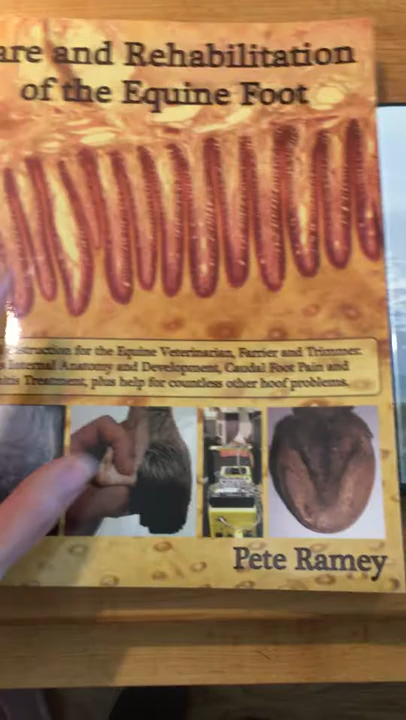 are and Rehabilitation
of the Equine Foot
struction for the Equine Veterinarian, Farrier and Trimmer.
Internal Anatomy and Development, Caudal Foot Pain and
itis Treatment, plus help for countless other hoof problems.
Pete Ramey